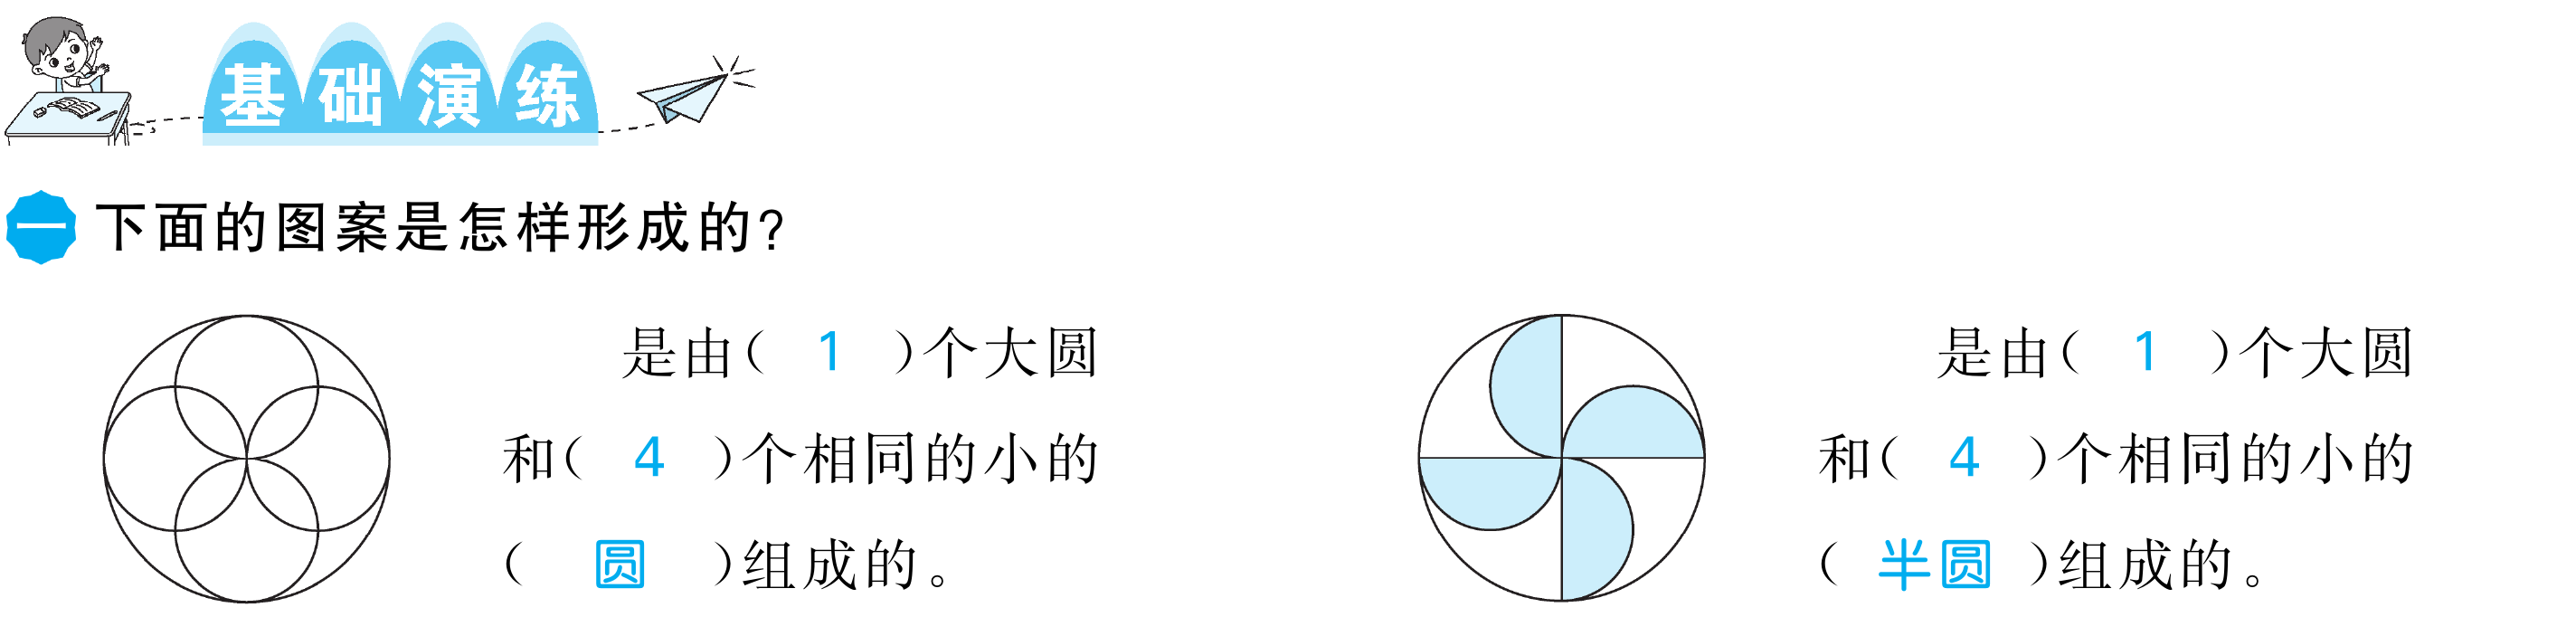 基础演练
一 下面的图案是怎样形成的?
是由( 1 )个大圆
和( 4 )个相同的小的
( 圆 )组成的。
是由( 1 )个大圆
和( 4 )个相同的小的
( 半圆 )组成的。